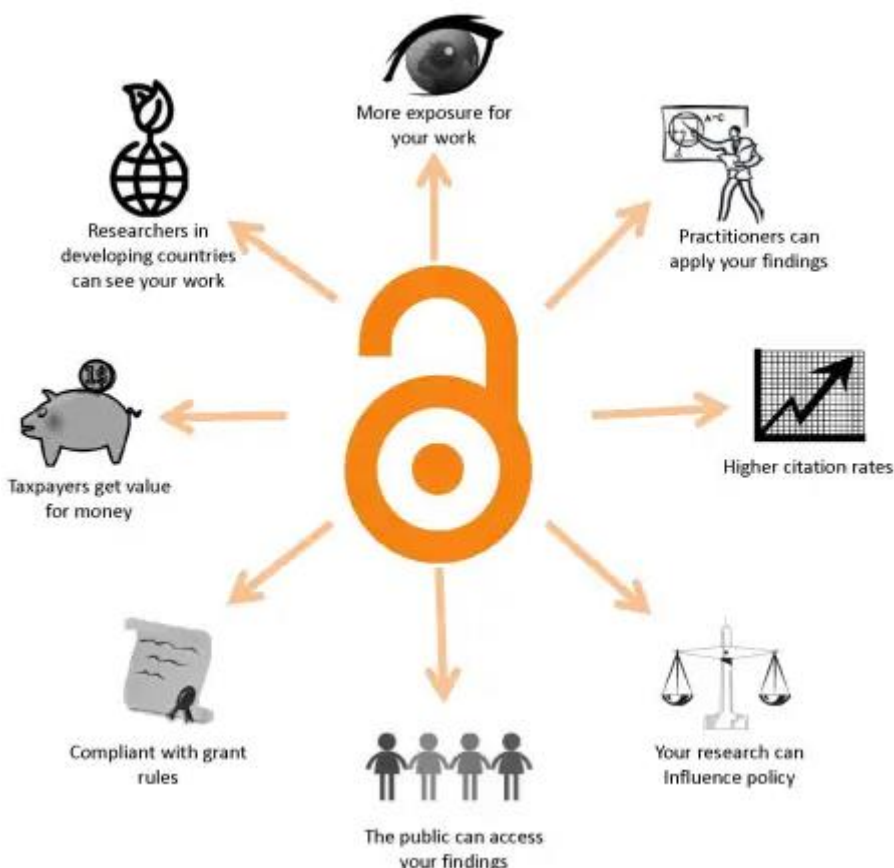 More exposure for
your work
Practitioners can
apply your findings
Higher citation rates
Your research can
Influence policy
The public can access
your findings
Compliant with grant
rules
Taxpayers get value
for money
Researchers in
developing countries
can see your work